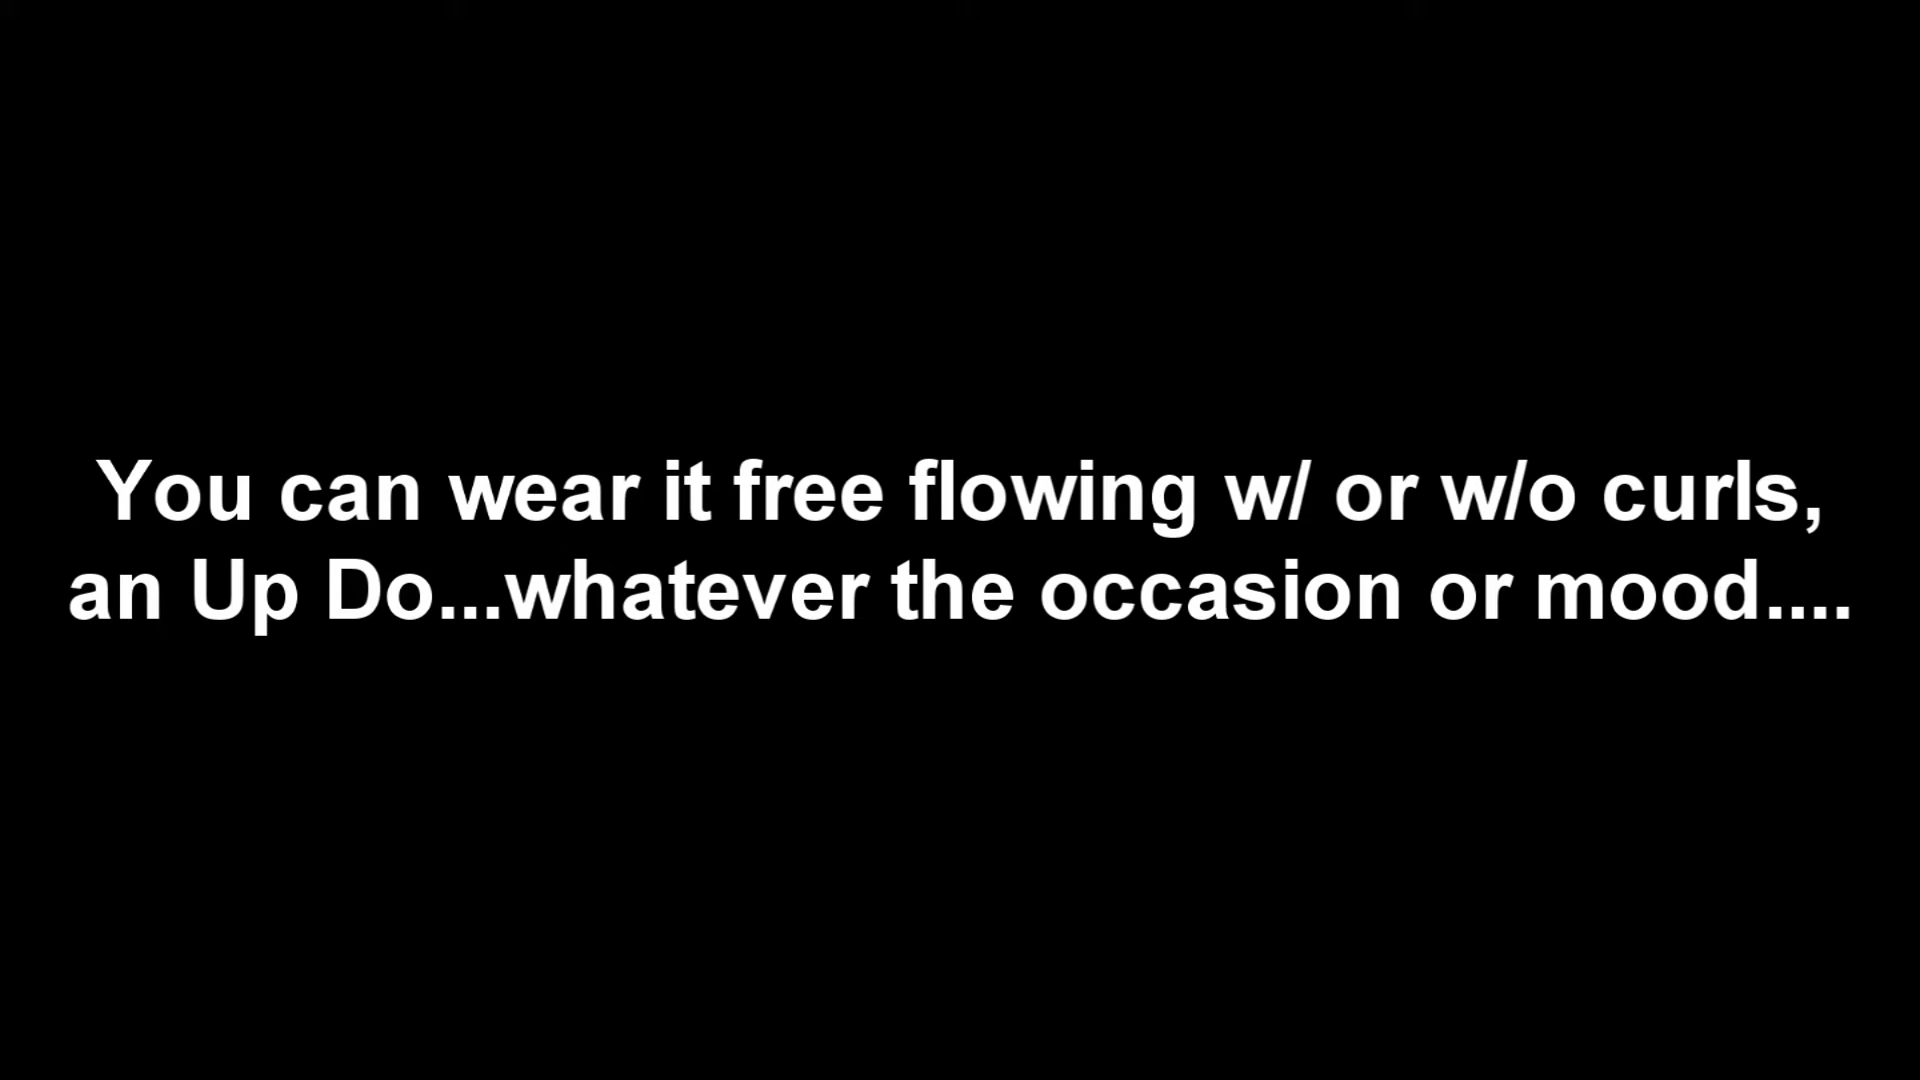 You can wear it free flowing w/ or w/o curls,
an Up Do...whatever the occasion or mood....